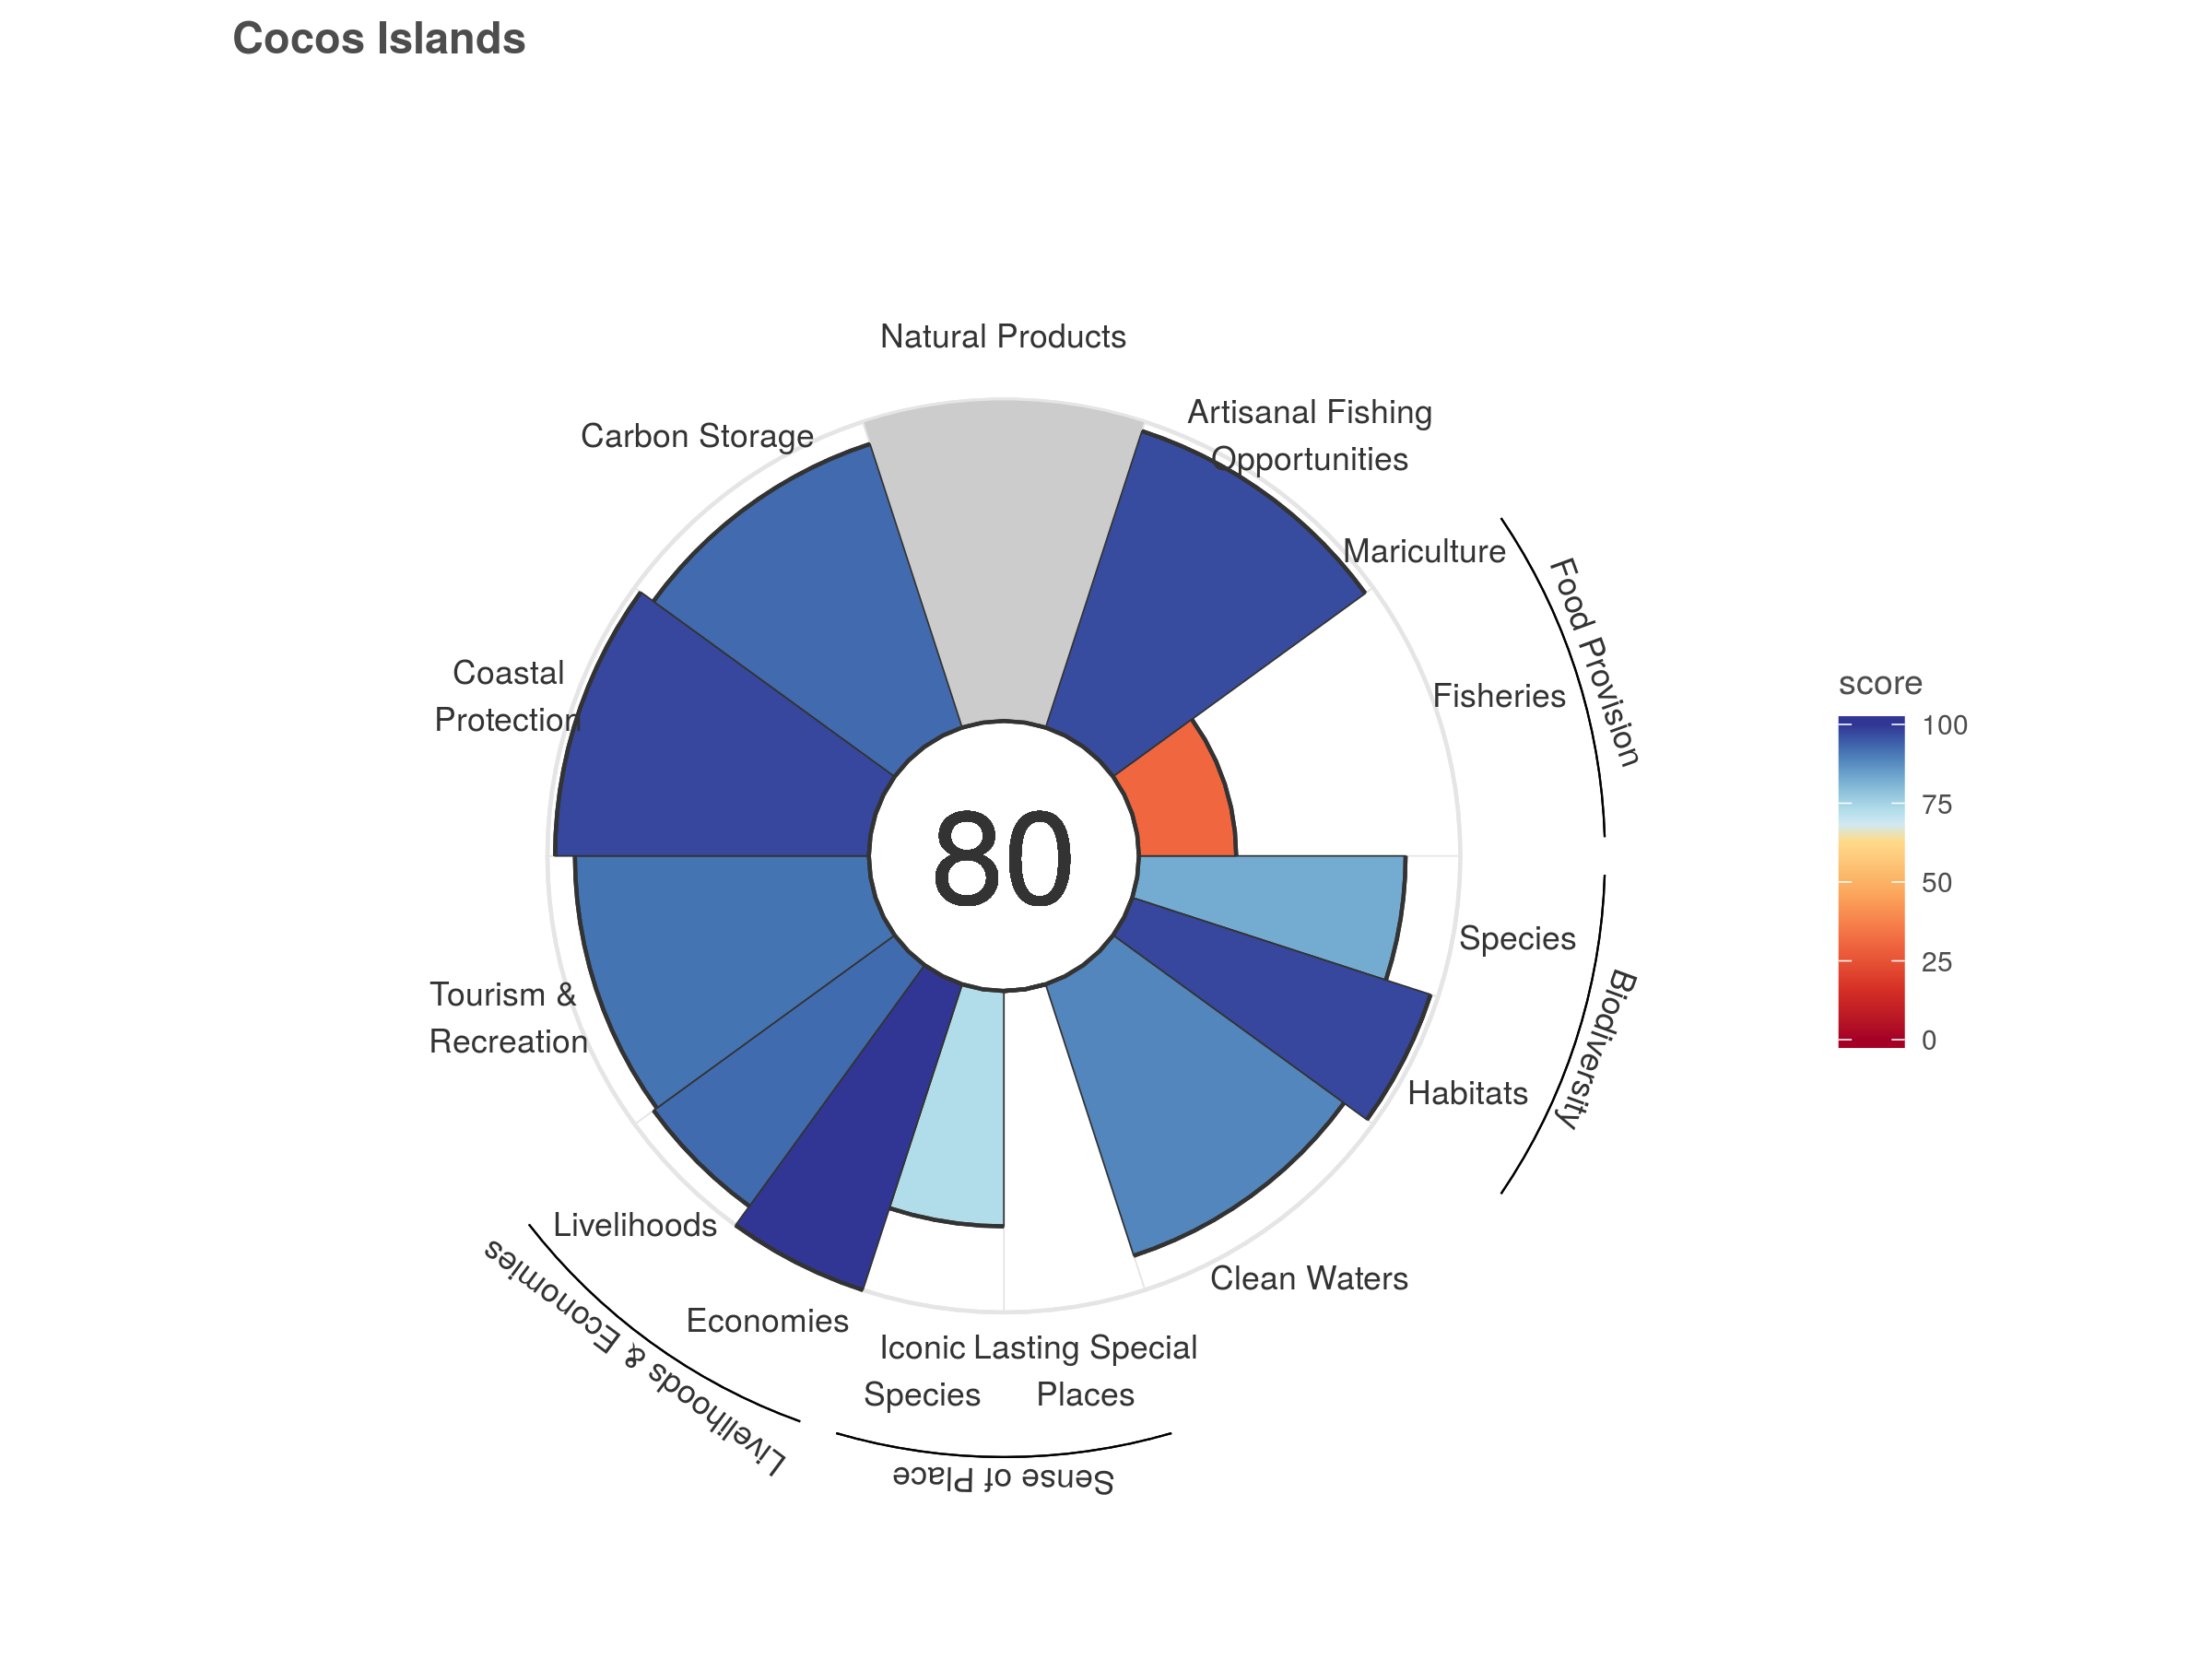 Cocos Islands
Natural Products
Artisanal Fishing
Opportunities
Carbon Storage
Mariculture
Food Provision
Fisheries
Coastal
Protection
score
100
75
50
25
0
80
Species
Biodiversity
Tourism &
Recreation
Habitats
Livelihoods
Livelihoods & Economies
Clean Waters
Economies
Iconic
Species
Lasting Special
Places
Sense of Place